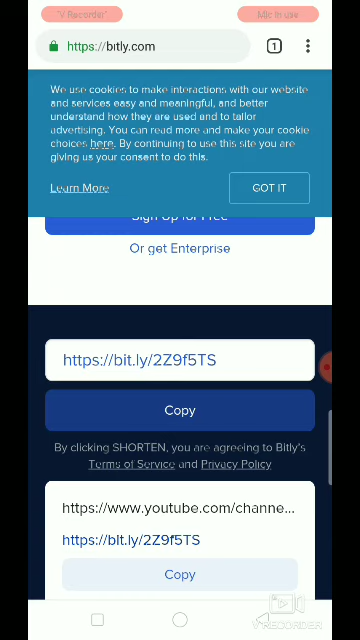 "V Recorder"
Mic in use
https://bitly.com
1
We use cookies to make interactions with our website
and services easy and meaningful, and better
understand how they are used and to tailor
advertising. You can read more and make your cookie
choices here. By continuing to use this site you are
giving us your consent to do this.
Learn More
GOT IT
Sign Up for Free
Or get Enterprise
https://bit.ly/2Z9f5TS
Copy
By clicking SHORTEN, you are agreeing to Bitly's
Terms of Service and Privacy Policy
https://www.youtube.com/channe...
https://bit.ly/2Z9f5TS
Copy
V RECORDER